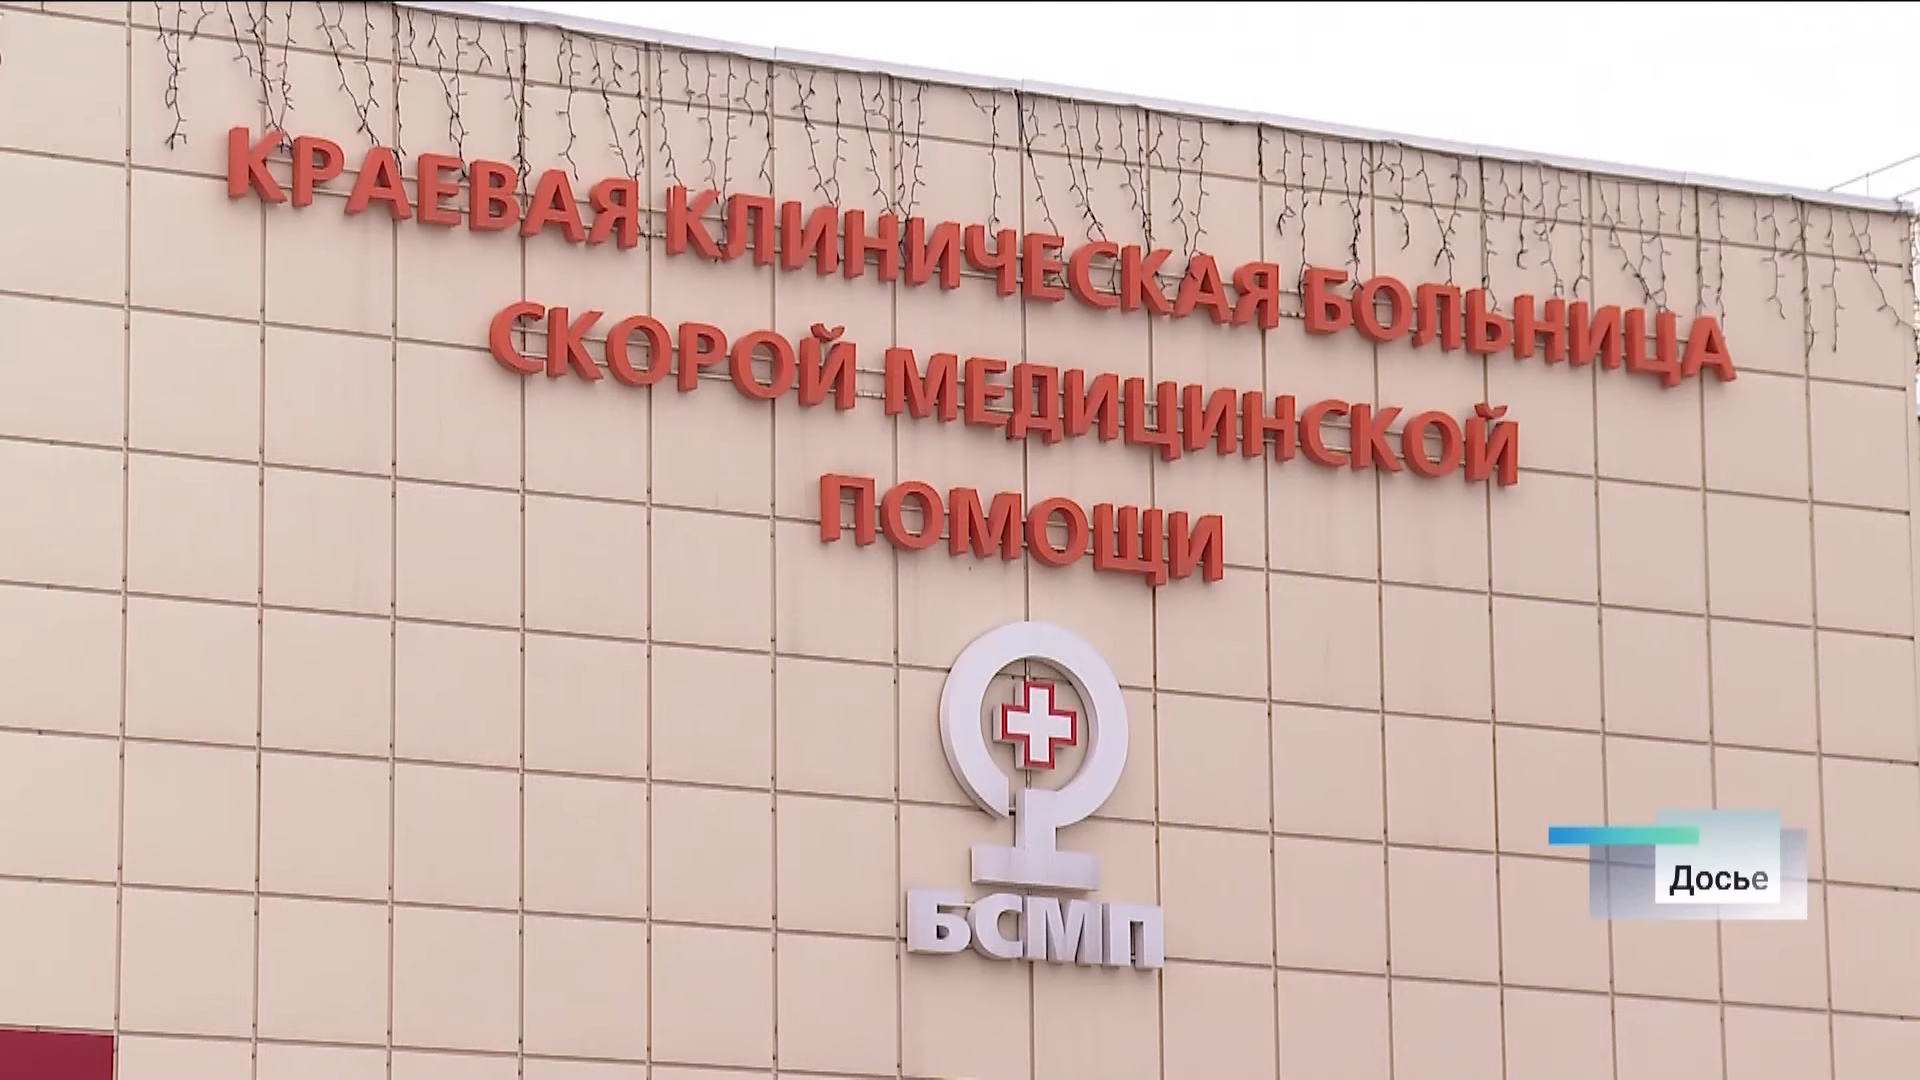 КРАЕВАЯ КЛИНИЧЕСКАЯ БОЛЬНИЦА
СКОРОЙ МЕДИЦИНСКОЙ
ПОМОЩИ
БСМП
Досье